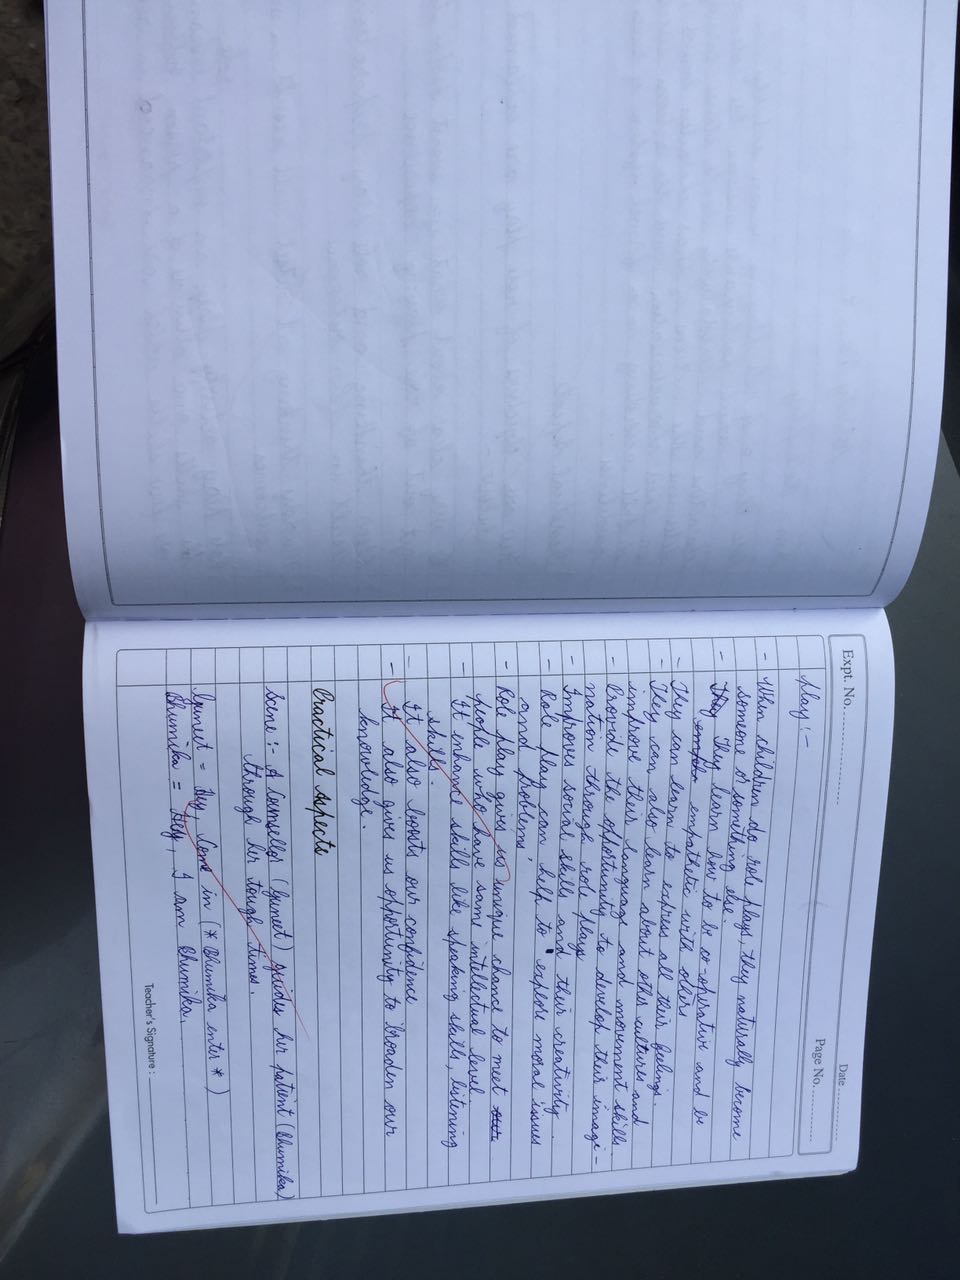 Date
Expt. No.
Page No.
play :-
- When children do role plays, they naturally become
someone or something else.
- They learn how to be co-operative and be
empathetic with others
- They can learn to express all their feelings.
- They can also learn about other cultures and
improve their language and movement skills.
- Provide the opportunity to develop their imagi-
nation through role plays
- Improves social skills and their creativity.
- Role play can help to explore moral issues
and problems.
- Role play gives us unique chance to meet
people who have same intellectual level
- It enhance skills like speaking skills, listening
skills.
- It also boosts our confidence
- It also gives us opportunity to broaden our
knowledge.
Practical Aspects
Scene :- A Counsellor (Guneet) guides her patient (Bhumika)
through her tough times.
Guneet = Hey, Come in (* Bhumika enter *)
Bhumika = Hey, I am Bhumika.
Teacher's Signature :